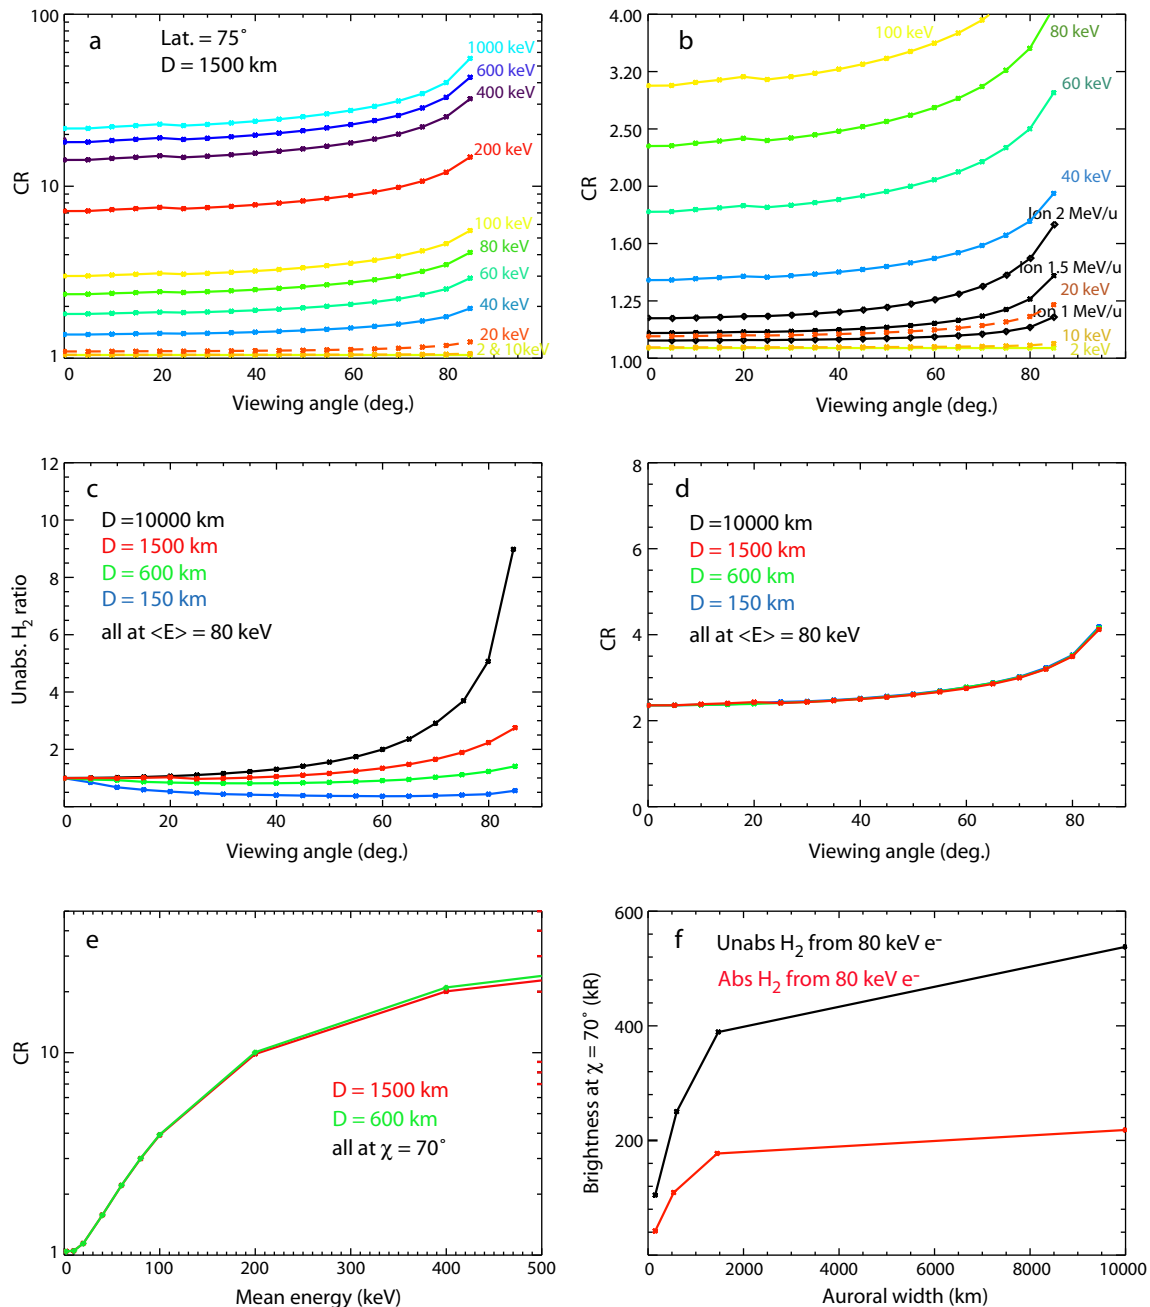 a
Lat. = 75°
D = 1500 km
1000 keV
600 keV
400 keV
200 keV
100 keV
80 keV
60 keV
40 keV
20 keV
2 & 10keV
100
10
1
CR
0 20 40 60 80
Viewing angle (deg.)
b
100 keV
80 keV
60 keV
40 keV
Ion 2 MeV/u
Ion 1.5 MeV/u
20 keV
Ion 1 MeV/u
10 keV
2 keV
4.00
3.20
2.50
2.00
1.60
1.25
1.00
CR
0 20 40 60 80
Viewing angle (deg.)
c
D =10000 km
D = 1500 km
D = 600 km
D = 150 km
all at <E> = 80 keV
12
10
8
6
4
2
Unabs. H2 ratio
0 20 40 60 80
Viewing angle (deg.)
d
D =10000 km
D = 1500 km
D = 600 km
D = 150 km
all at <E> = 80 keV
8
6
4
2
0
CR
0 20 40 60 80
Viewing angle (deg.)
e
D = 1500 km
D = 600 km
all at χ = 70°
10
1
CR
0 100 200 300 400 500
Mean energy (keV)
f
Unabs H2 from 80 keV e-
Abs H2 from 80 keV e-
600
400
200
0
Brightness at χ = 70° (kR)
0 2000 4000 6000 8000 10000
Auroral width (km)